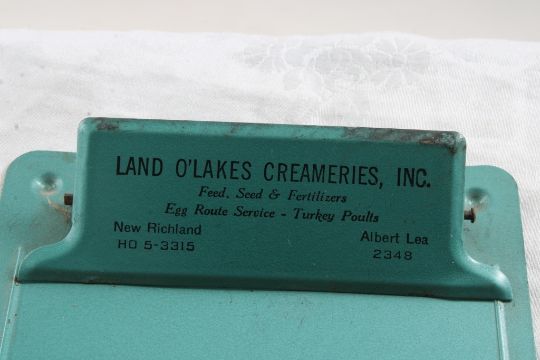 LAND O'LAKES CREAMERIES, INC.
Feed, Seed & Fertilizers
Egg Route Service - Turkey Poults
New Richland
HO 5-3315
Albert Lea
2348